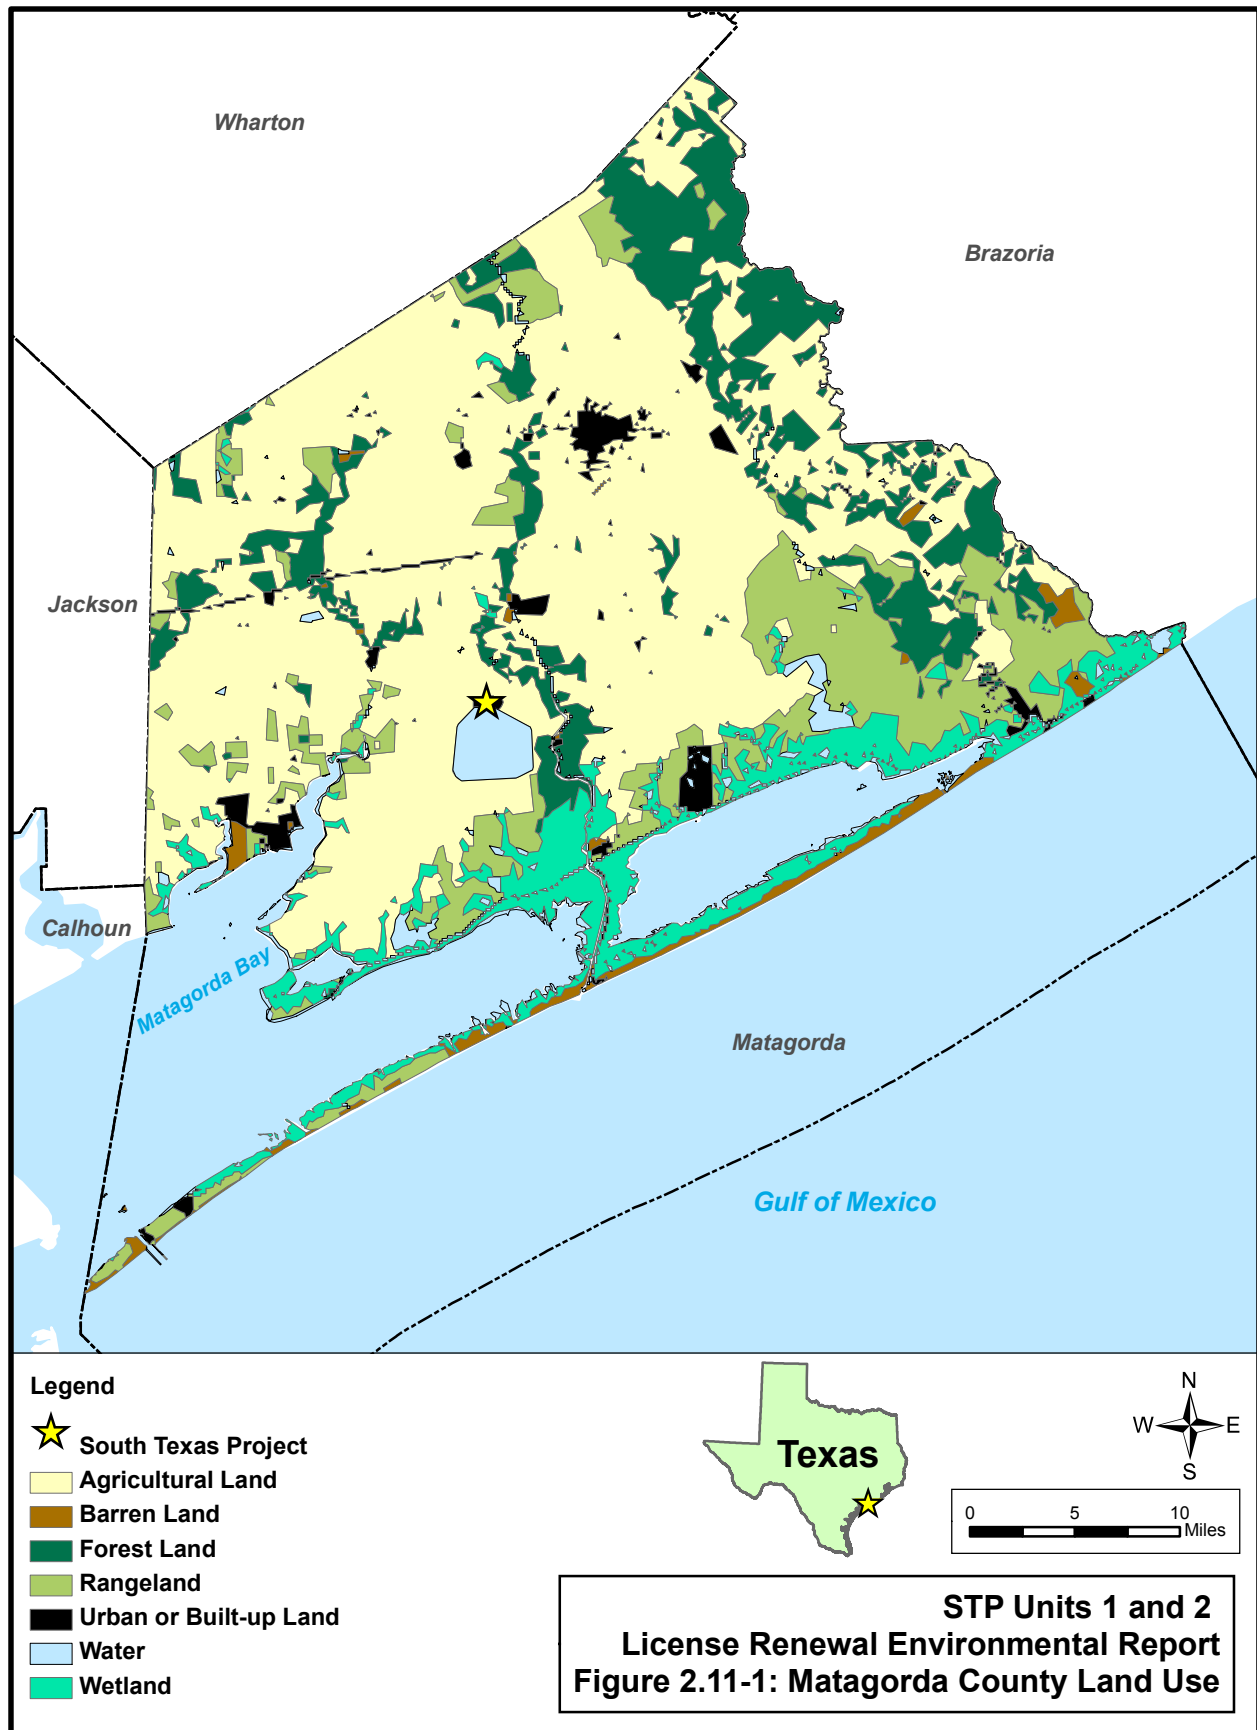 Wharton
Brazoria
Jackson
Calhoun
Matagorda Bay
Matagorda
Gulf of Mexico
Legend
South Texas Project
Agricultural Land
Barren Land
Forest Land
Rangeland
Urban or Built-up Land
Water
Wetland
Texas
N
W E
S
0 5 10
Miles
STP Units 1 and 2
License Renewal Environmental Report
Figure 2.11-1: Matagorda County Land Use